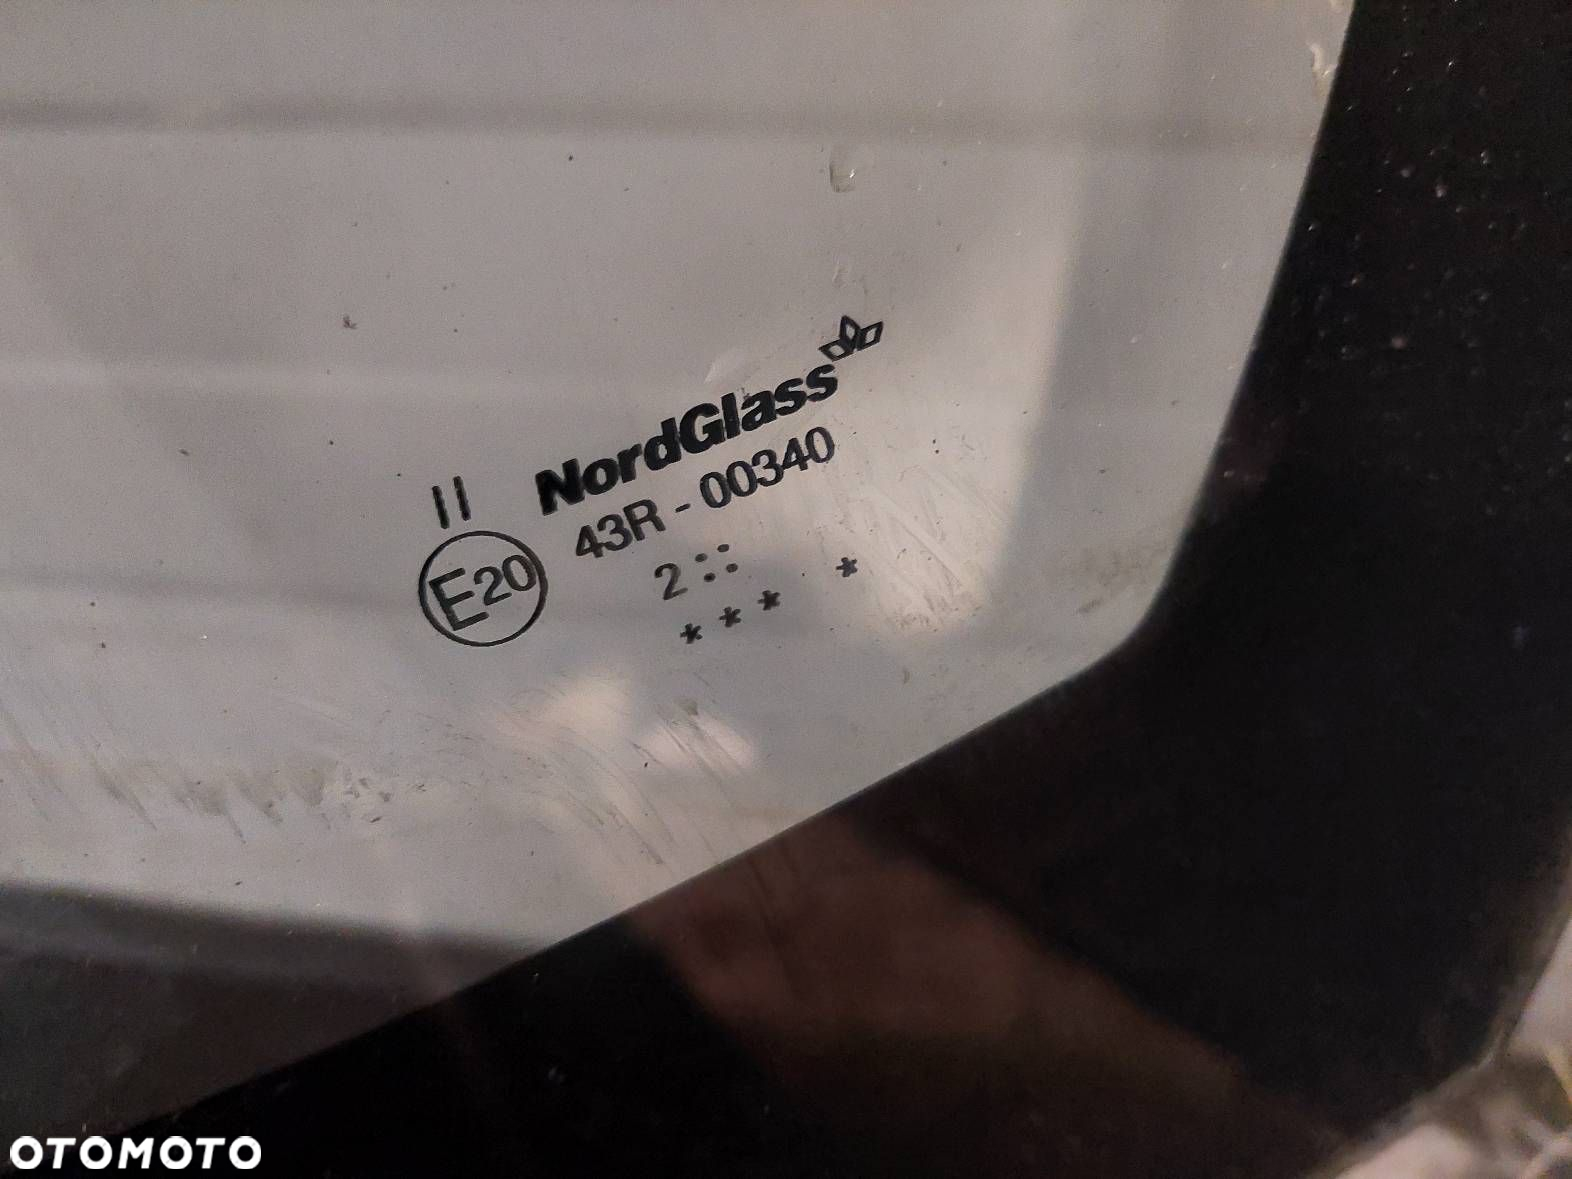 NordGlass
II
43R - 00340
E20
2 ::
* * * *
OTOMOTO